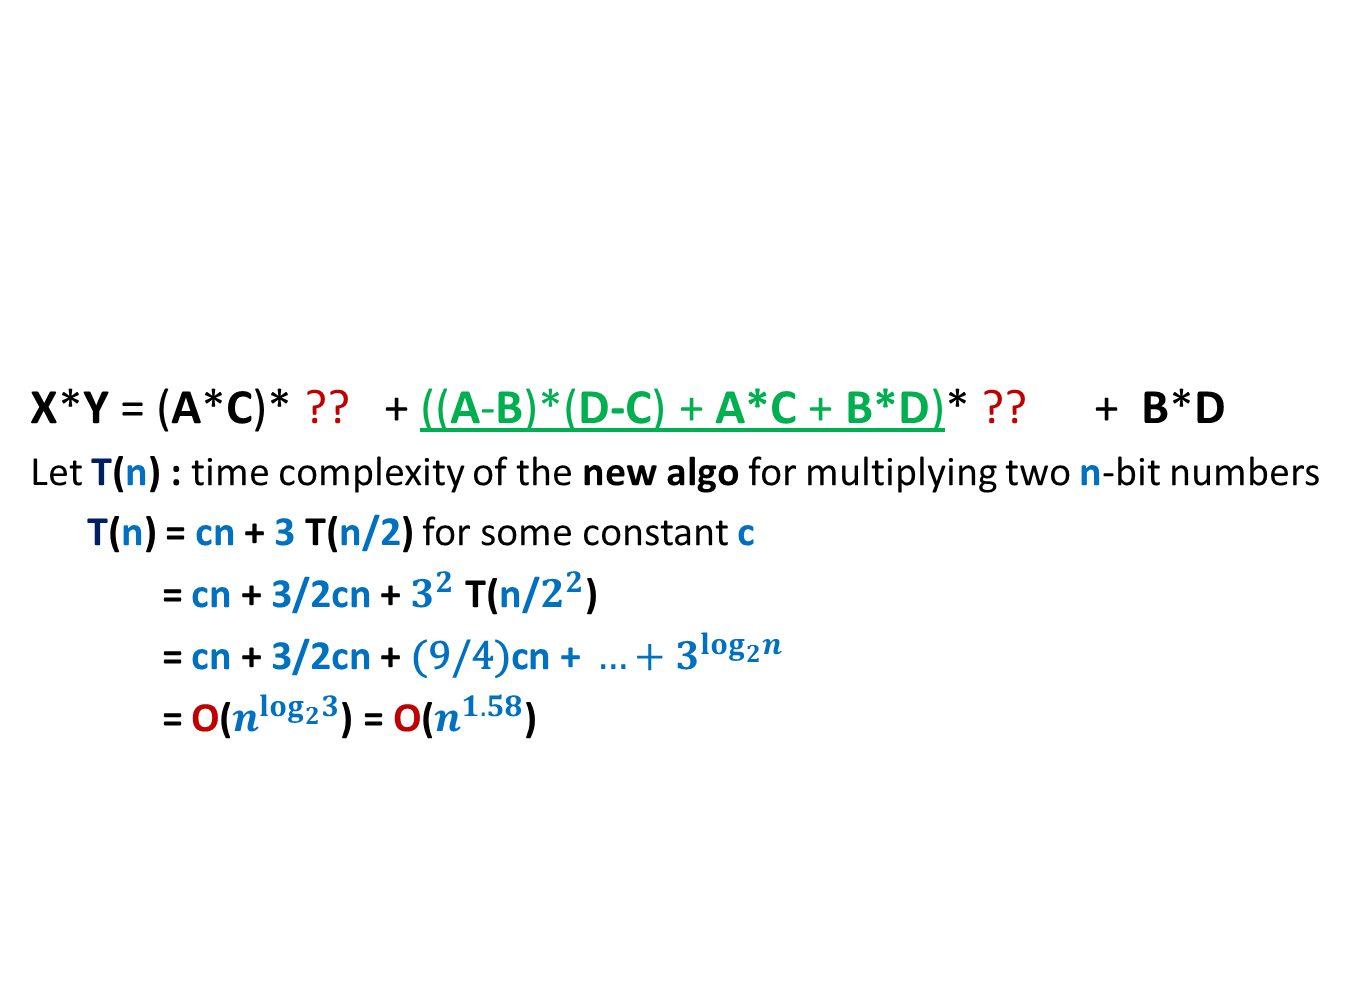 X*Y = (A*C)* ?? + ((A-B)*(D-C) + A*C + B*D)* ?? + B*D
Let T(n) : time complexity of the new algo for multiplying two n-bit numbers
T(n) = cn + 3 T(n/2) for some constant c
= cn + 3/2cn + 3² T(n/2²)
= cn + 3/2cn + (9/4)cn + … + 3^{log₂n}
= O(n^{log₂3}) = O(n^{1.58})